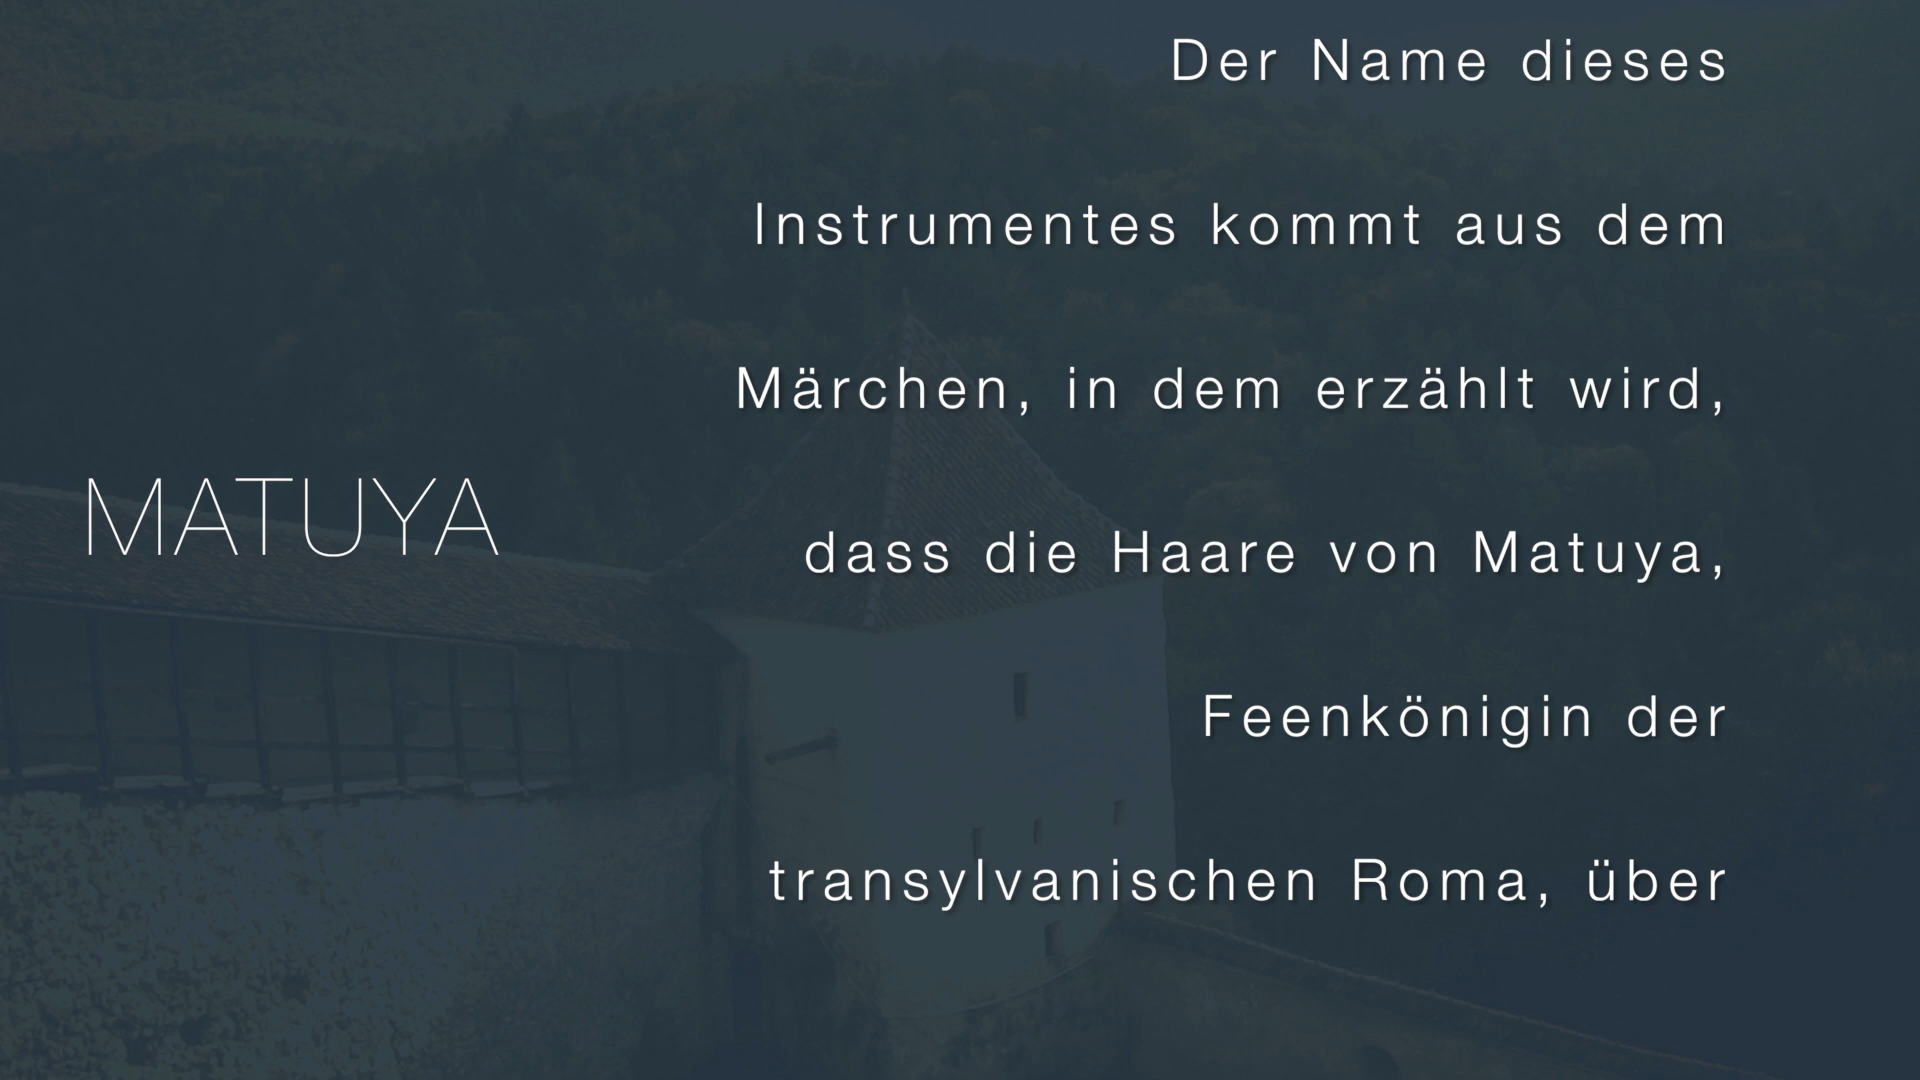 MATUYA
Der Name dieses
Instrumentes kommt aus dem
Märchen, in dem erzählt wird,
dass die Haare von Matuya,
Feenkönigin der
transylvanischen Roma, über